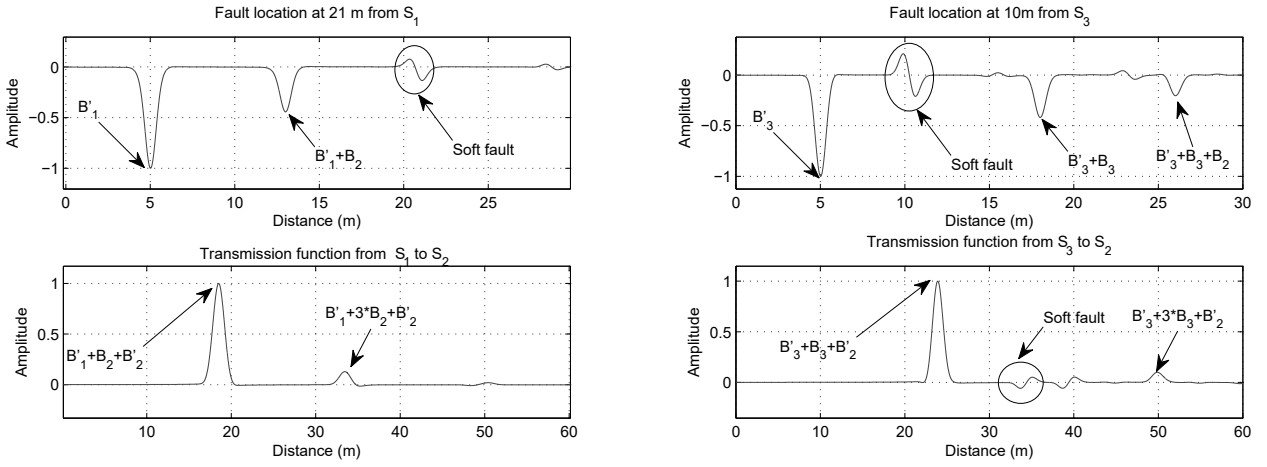 Fault location at 21 m from S1
0
−0.5
−1
Amplitude
B'1
B'1+B2
Soft fault
0 5 10 15 20 25
Distance (m)
Fault location at 10m from S3
0
−0.5
−1
Amplitude
B'3
Soft fault
B'3+B3
B'3+B3+B2
0 5 10 15 20 25 30
Distance (m)
Transmission function from S1 to S2
1
0.5
0
Amplitude
B'1+B2+B'2
B'1+3*B2+B'2
10 20 30 40 50 60
Distance (m)
Transmission function from S3 to S2
1
0.5
0
Amplitude
B'3+B3+B'2
Soft fault
B'3+3*B3+B'2
0 10 20 30 40 50 60
Distance (m)